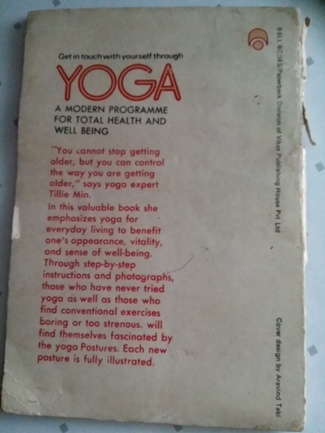 Get in touch with yourself through
YOGA
A MODERN PROGRAMME
FOR TOTAL HEALTH AND
WELL BEING
"You cannot stop getting
older, but you can control
the way you are getting
older," says yoga expert
Tillie Min.
In this valuable book she
emphasizes yoga for
everyday living to benefit
one's appearance, vitality,
and sense of well-being.
Through step-by-step
instructions and photographs,
those who have never tried
yoga as well as those who
find conventional exercises
boring or too strenous. will
find themselves fascinated by
the yoga Postures. Each new
posture is fully illustrated.
BELL BOOKS/Paperback Division of Vikas Publishing House Pvt Ltd
Cover design by Aravind Teki